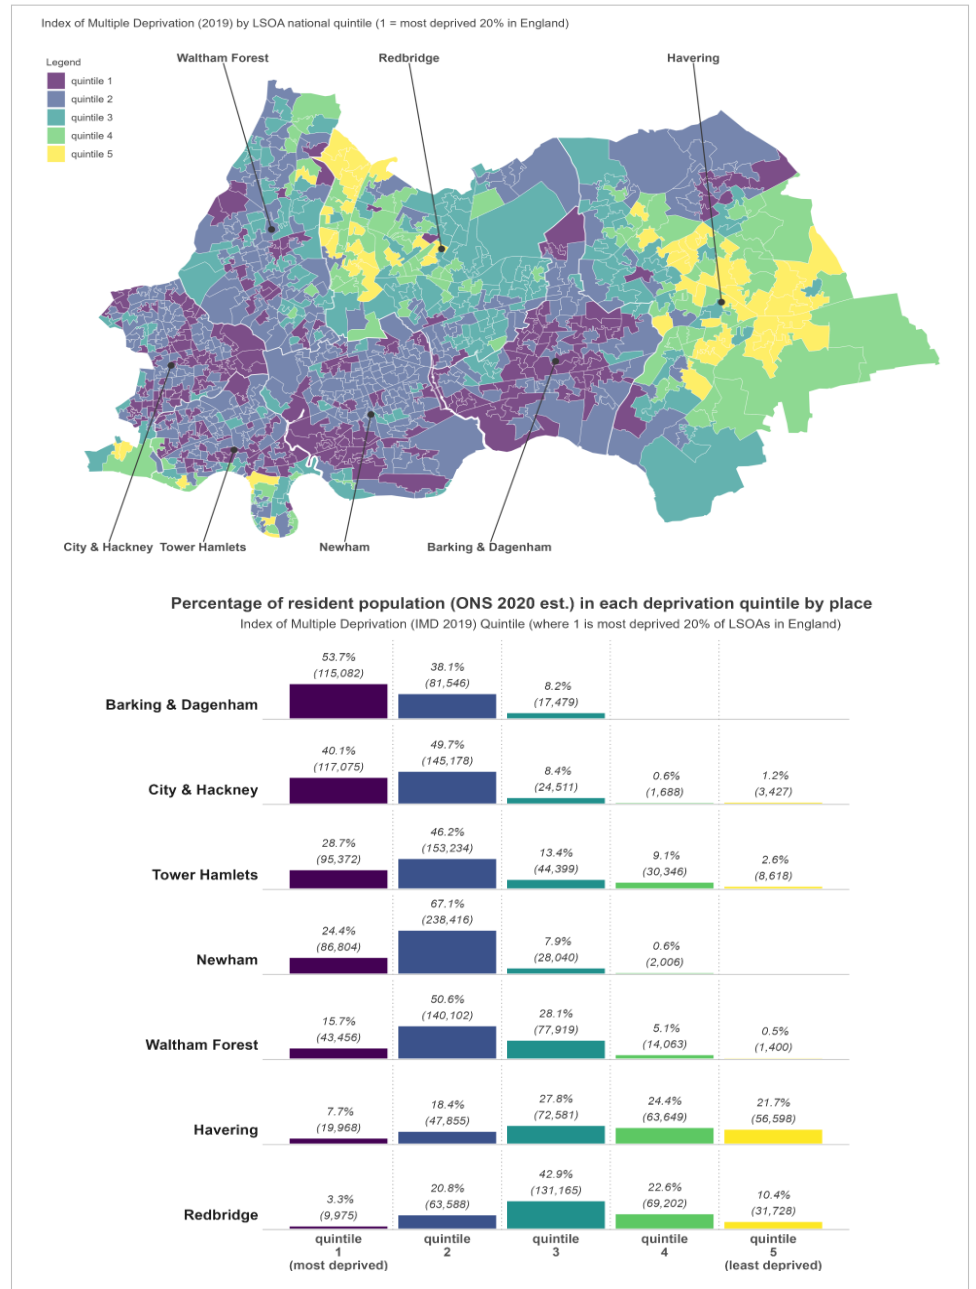 Index of Multiple Deprivation (2019) by LSOA national quintile (1 = most deprived 20% in England)
Legend
quintile 1
quintile 2
quintile 3
quintile 4
quintile 5
Waltham Forest
Redbridge
Havering
City & Hackney
Tower Hamlets
Newham
Barking & Dagenham
Percentage of resident population (ONS 2020 est.) in each deprivation quintile by place
Index of Multiple Deprivation (IMD 2019) Quintile (where 1 is most deprived 20% of LSOAs in England)
Barking & Dagenham
53.7%
(115,082)
38.1%
(81,546)
8.2%
(17,479)
City & Hackney
40.1%
(117,075)
49.7%
(145,178)
8.4%
(24,511)
0.6%
(1,688)
1.2%
(3,427)
Tower Hamlets
28.7%
(95,372)
46.2%
(153,234)
13.4%
(44,399)
9.1%
(30,346)
2.6%
(8,618)
Newham
24.4%
(86,804)
67.1%
(238,416)
7.9%
(28,040)
0.6%
(2,006)
Waltham Forest
15.7%
(43,456)
50.6%
(140,102)
28.1%
(77,919)
5.1%
(14,063)
0.5%
(1,400)
Havering
7.7%
(19,968)
18.4%
(47,855)
27.8%
(72,581)
24.4%
(63,649)
21.7%
(56,598)
Redbridge
3.3%
(9,975)
20.8%
(63,588)
42.9%
(131,165)
22.6%
(69,202)
10.4%
(31,728)
quintile
1
(most deprived)
quintile
2
quintile
3
quintile
4
quintile
5
(least deprived)